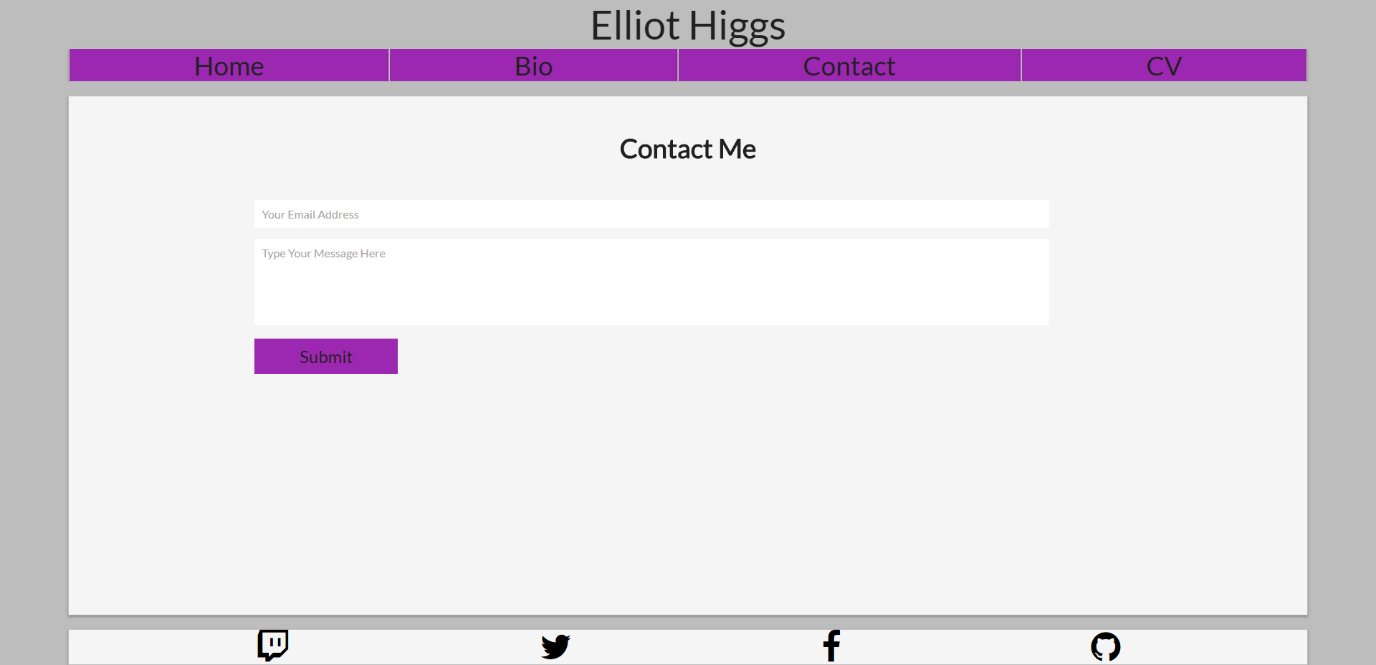 Elliot Higgs
Home Bio Contact CV
Contact Me
Your Email Address
Type Your Message Here
Submit